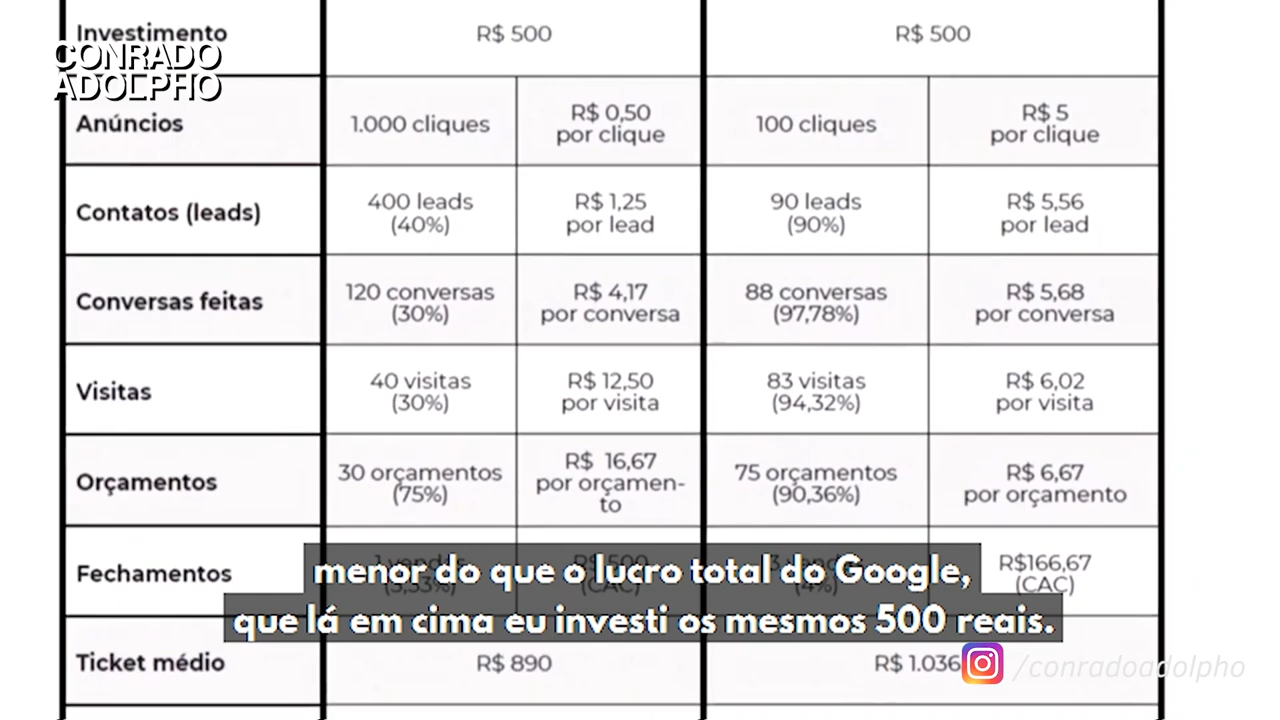 Investimento R$ 500 R$ 500
CONRADO
ADOLPHO
Anúncios 1.000 cliques R$ 0,50
por clique 100 cliques R$ 5
por clique
Contatos (leads) 400 leads
(40%) R$ 1,25
por lead 90 leads
(90%) R$ 5,56
por lead
Conversas feitas 120 conversas
(30%) R$ 4,17
por conversa 88 conversas
(97,78%) R$ 5,68
por conversa
Visitas 40 visitas
(30%) R$ 12,50
por visita 83 visitas
(94,32%) R$ 6,02
por visita
Orçamentos 30 orçamentos
(75%) R$ 16,67
por orçamen-
to 75 orçamentos
(90,36%) R$ 6,67
por orçamento
Fechamentos R$ 500
(CAC) (4%) R$166,67
(CAC)
menor do que o lucro total do Google,
que lá em cima eu investi os mesmos 500 reais.
Ticket médio R$ 890 R$ 1.036
/conradoadolpho